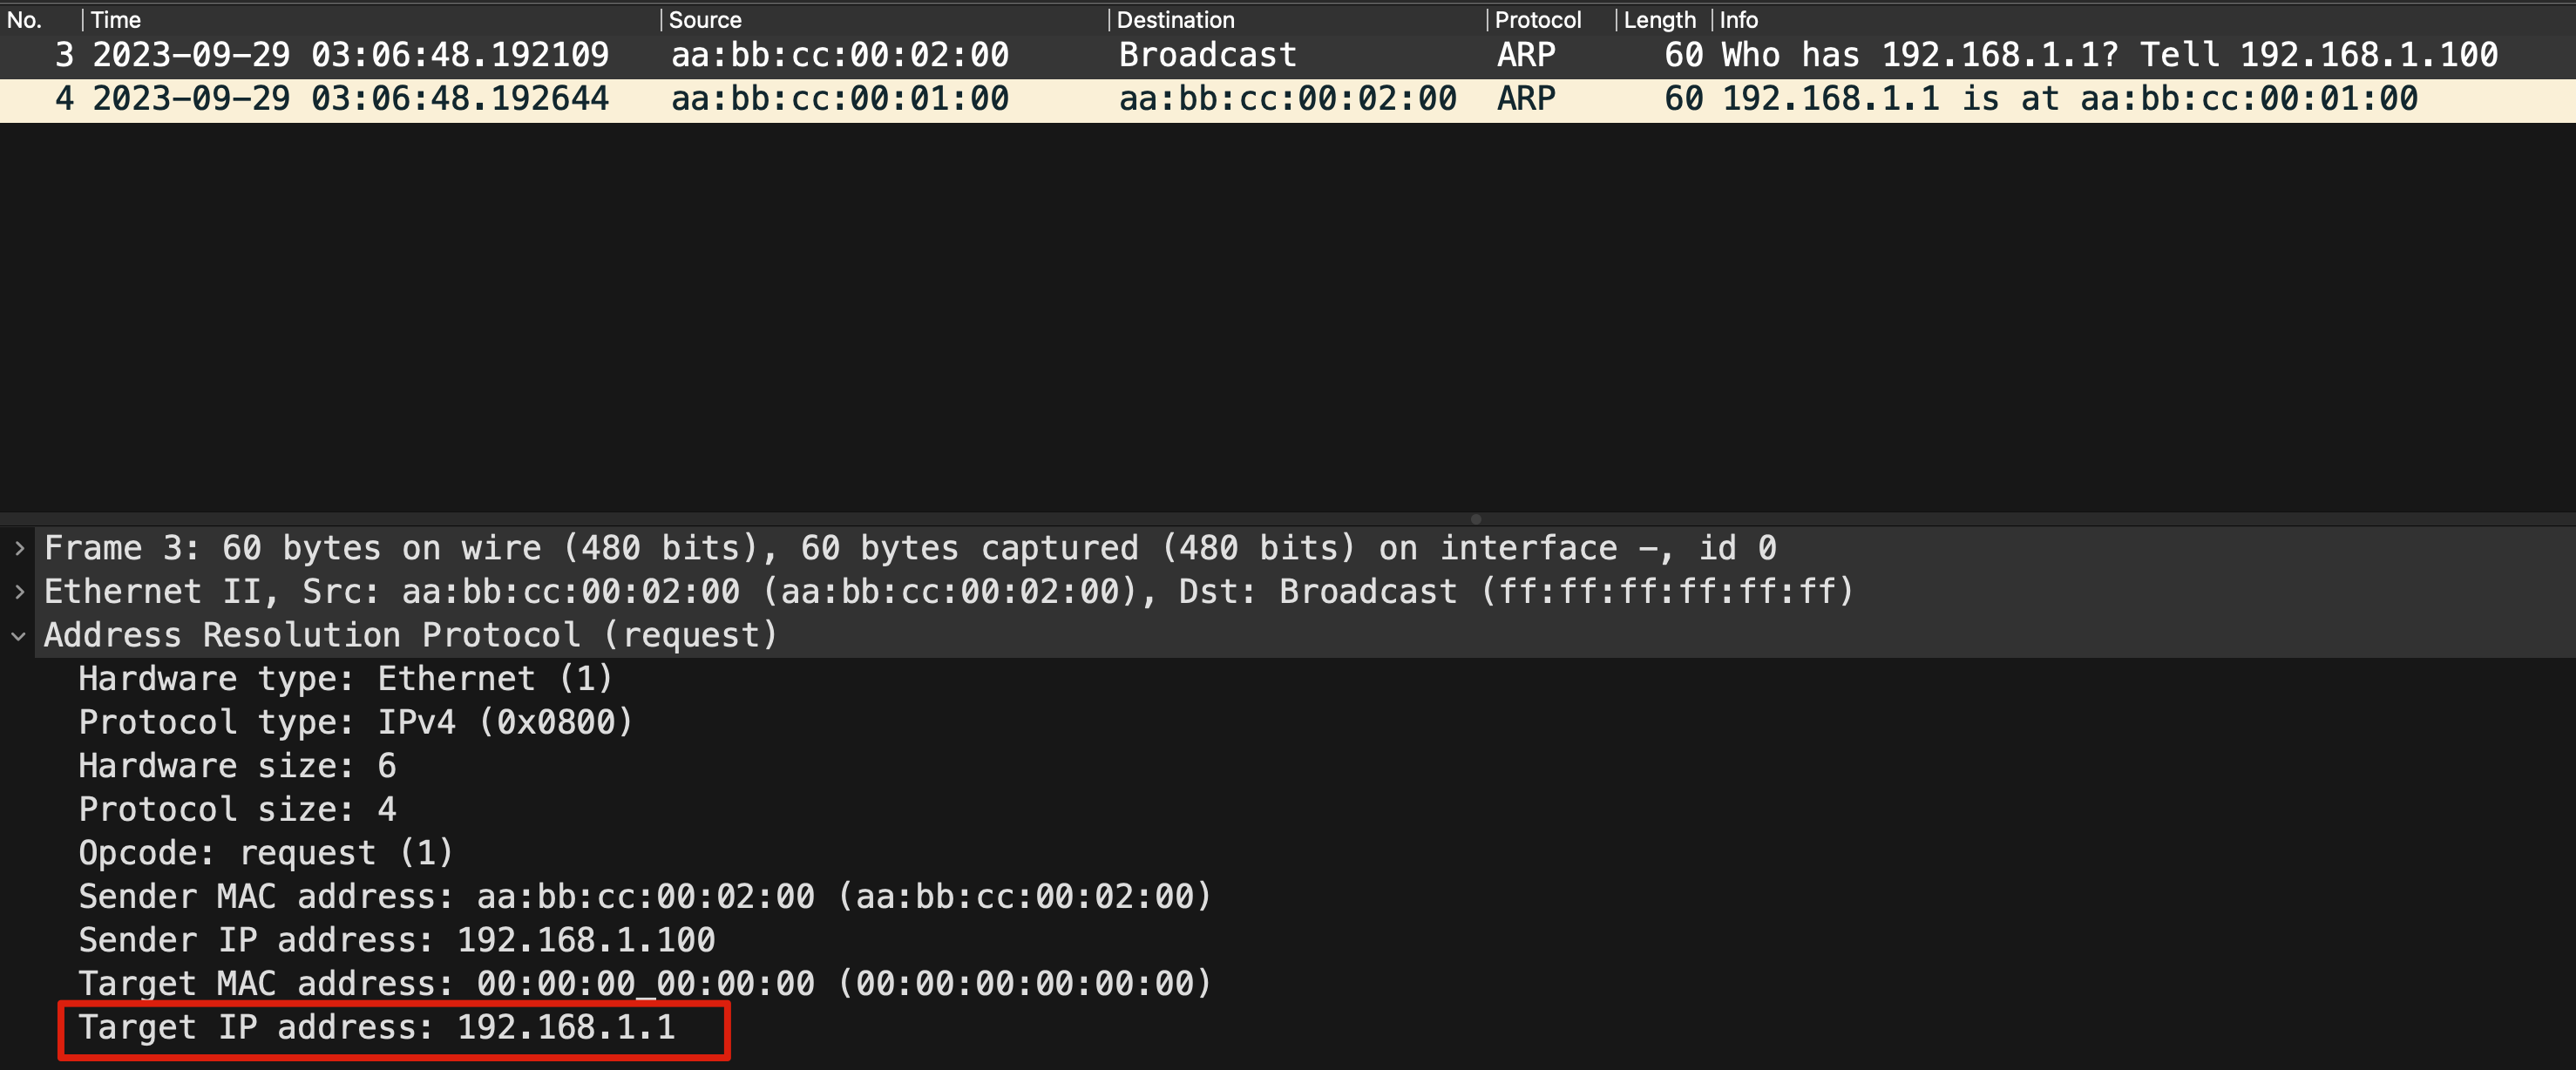 No. Time Source Destination Protocol Length Info
3 2023-09-29 03:06:48.192109 aa:bb:cc:00:02:00 Broadcast ARP 60 Who has 192.168.1.1? Tell 192.168.1.100
4 2023-09-29 03:06:48.192644 aa:bb:cc:00:01:00 aa:bb:cc:00:02:00 ARP 60 192.168.1.1 is at aa:bb:cc:00:01:00
Frame 3: 60 bytes on wire (480 bits), 60 bytes captured (480 bits) on interface -, id 0
Ethernet II, Src: aa:bb:cc:00:02:00 (aa:bb:cc:00:02:00), Dst: Broadcast (ff:ff:ff:ff:ff:ff)
Address Resolution Protocol (request)
Hardware type: Ethernet (1)
Protocol type: IPv4 (0x0800)
Hardware size: 6
Protocol size: 4
Opcode: request (1)
Sender MAC address: aa:bb:cc:00:02:00 (aa:bb:cc:00:02:00)
Sender IP address: 192.168.1.100
Target MAC address: 00:00:00_00:00:00 (00:00:00:00:00:00)
Target IP address: 192.168.1.1